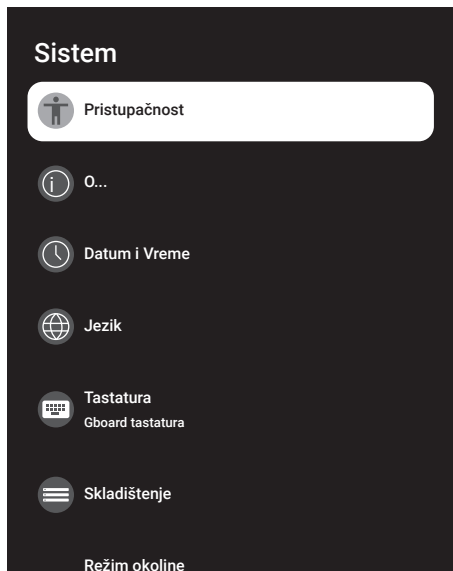 Sistem
Pristupačnost
O...
Datum i Vreme
Jezik
Tastatura
Gboard tastatura
Skladištenje
Režim okoline